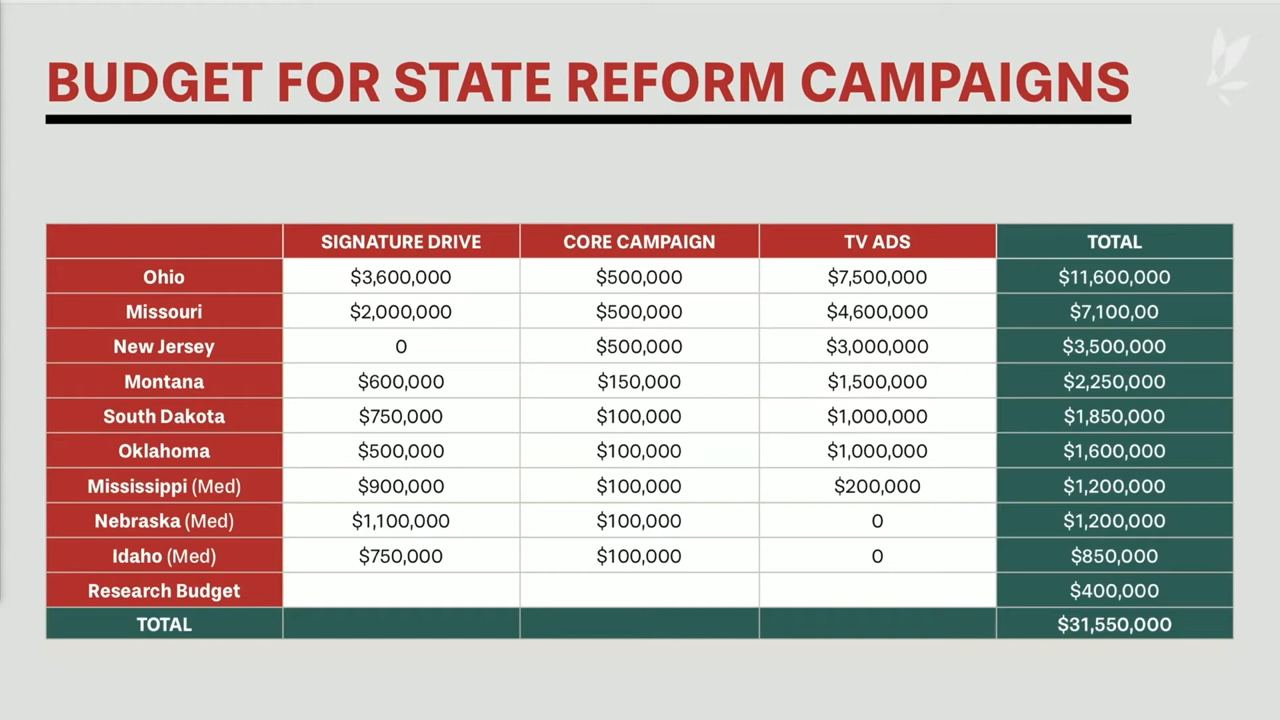 BUDGET FOR STATE REFORM CAMPAIGNS
SIGNATURE DRIVE CORE CAMPAIGN TV ADS TOTAL
Ohio $3,600,000 $500,000 $7,500,000 $11,600,000
Missouri $2,000,000 $500,000 $4,600,000 $7,100,00
New Jersey 0 $500,000 $3,000,000 $3,500,000
Montana $600,000 $150,000 $1,500,000 $2,250,000
South Dakota $750,000 $100,000 $1,000,000 $1,850,000
Oklahoma $500,000 $100,000 $1,000,000 $1,600,000
Mississippi (Med) $900,000 $100,000 $200,000 $1,200,000
Nebraska (Med) $1,100,000 $100,000 0 $1,200,000
Idaho (Med) $750,000 $100,000 0 $850,000
Research Budget $400,000
TOTAL $31,550,000